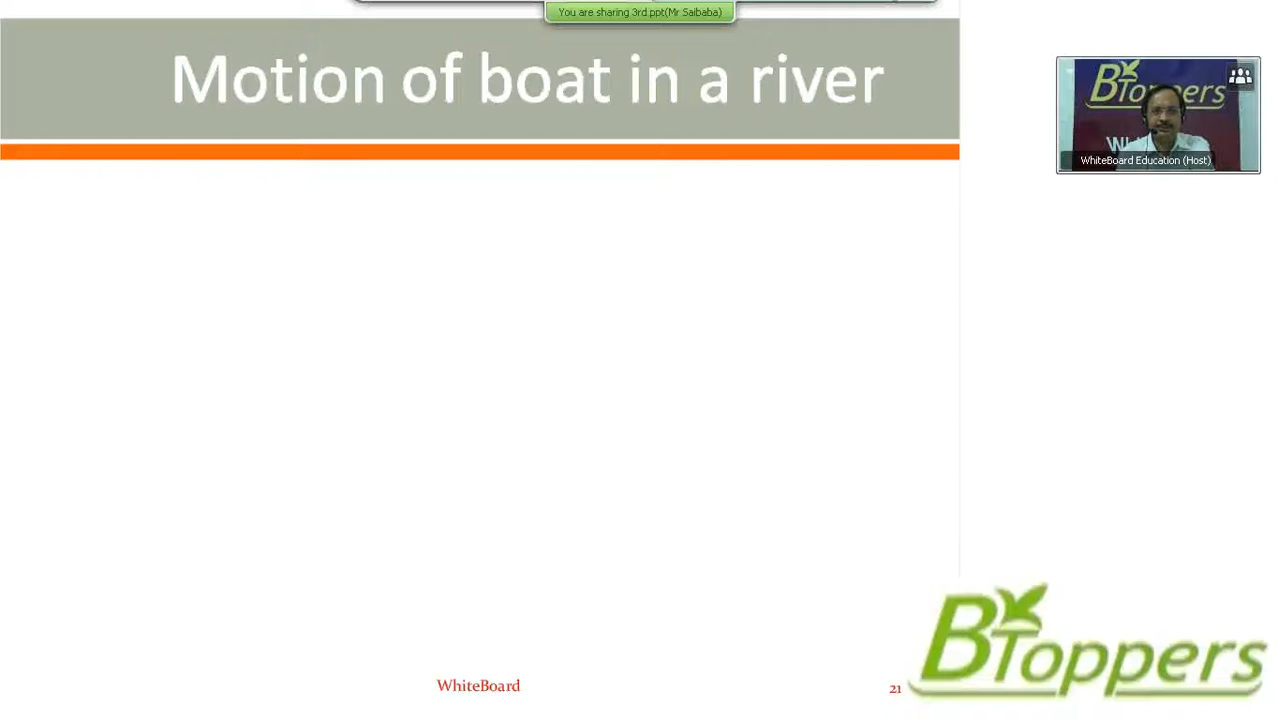 You are sharing 3rd ppt(Mr Saibaba)
Motion of boat in a river
BToppers
WhiteBoard Education (Host)
WhiteBoard
21
BToppers